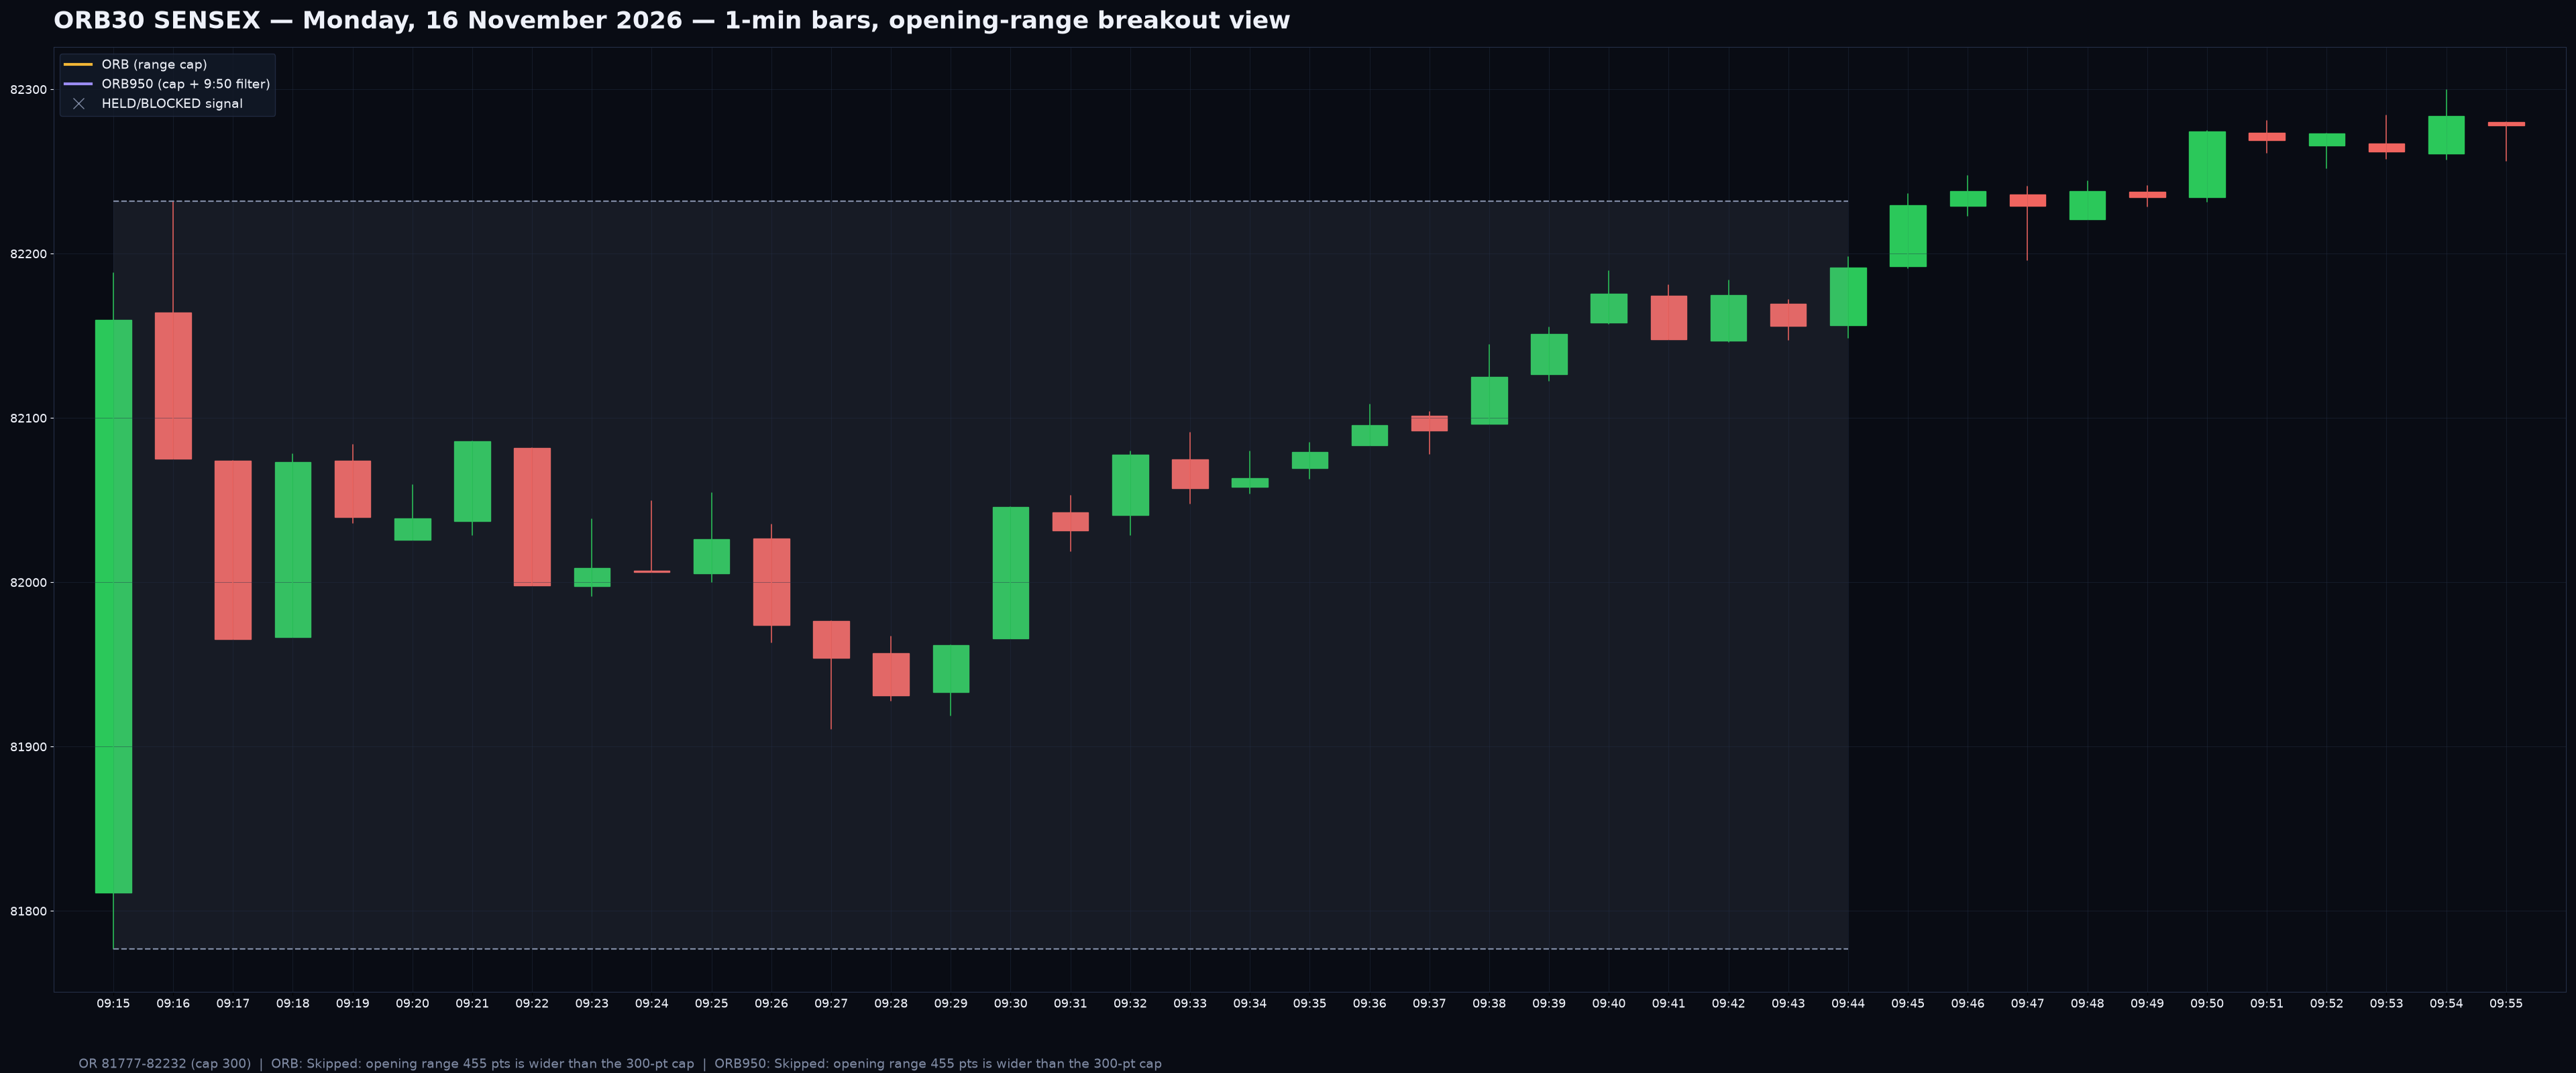 ORB30 SENSEX — Monday, 16 November 2026 — 1-min bars, opening-range breakout view
ORB (range cap)
ORB950 (cap + 9:50 filter)
HELD/BLOCKED signal
82300
82200
82100
82000
81900
81800
09:15 09:16 09:17 09:18 09:19 09:20 09:21 09:22 09:23 09:24 09:25 09:26 09:27 09:28 09:29 09:30 09:31 09:32 09:33 09:34 09:35 09:36 09:37 09:38 09:39 09:40 09:41 09:42 09:43 09:44 09:45 09:46 09:47 09:48 09:49 09:50 09:51 09:52 09:53 09:54 09:55
OR 81777-82232 (cap 300) | ORB: Skipped: opening range 455 pts is wider than the 300-pt cap | ORB950: Skipped: opening range 455 pts is wider than the 300-pt cap